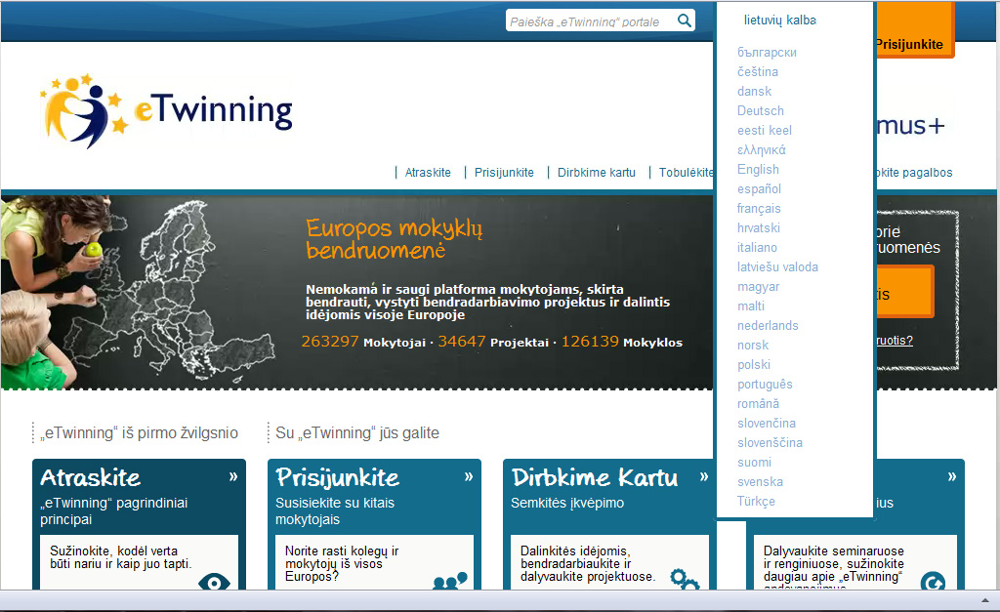 Paieška „eTwinning“ portale
lietuvių kalba
Prisijunkite
български
čeština
dansk
Deutsch
eesti keel
ελληνικά
English
español
français
hrvatski
italiano
latviešu valoda
magyar
malti
nederlands
norsk
polski
português
română
slovenčina
slovenščina
suomi
svenska
Türkçe
eTwinning
mus+
Atraskite
Prisijunkite
Dirbkime kartu
Tobulėkite
pagalbos
Europos mokyklų
bendruomenė
Nemokama ir saugi platforma mokytojams, skirta
bendrauti, vystyti bendradarbiavimo projektus ir dalintis
idėjomis visoje Europoje
263297 Mokytojai · 34647 Projektai · 126139 Mokyklos
„eTwinning“ iš pirmo žvilgsnio
Su „eTwinning“ jūs galite
Atraskite »
„eTwinning“ pagrindiniai
principai
Sužinokite, kodėl verta
būti nariu ir kaip juo tapti.
Prisijunkite »
Susisiekite su kitais
mokytojais
Norite rasti kolegų ir
mokytojų iš visos
Europos?
Dirbkime Kartu »
Semkitės įkvėpimo
Dalinkitės idėjomis,
bendradarbiaukite ir
dalyvaukite projektuose.
»
ius
Dalyvaukite seminaruose
ir renginiuose, sužinokite
daugiau apie „eTwinning“